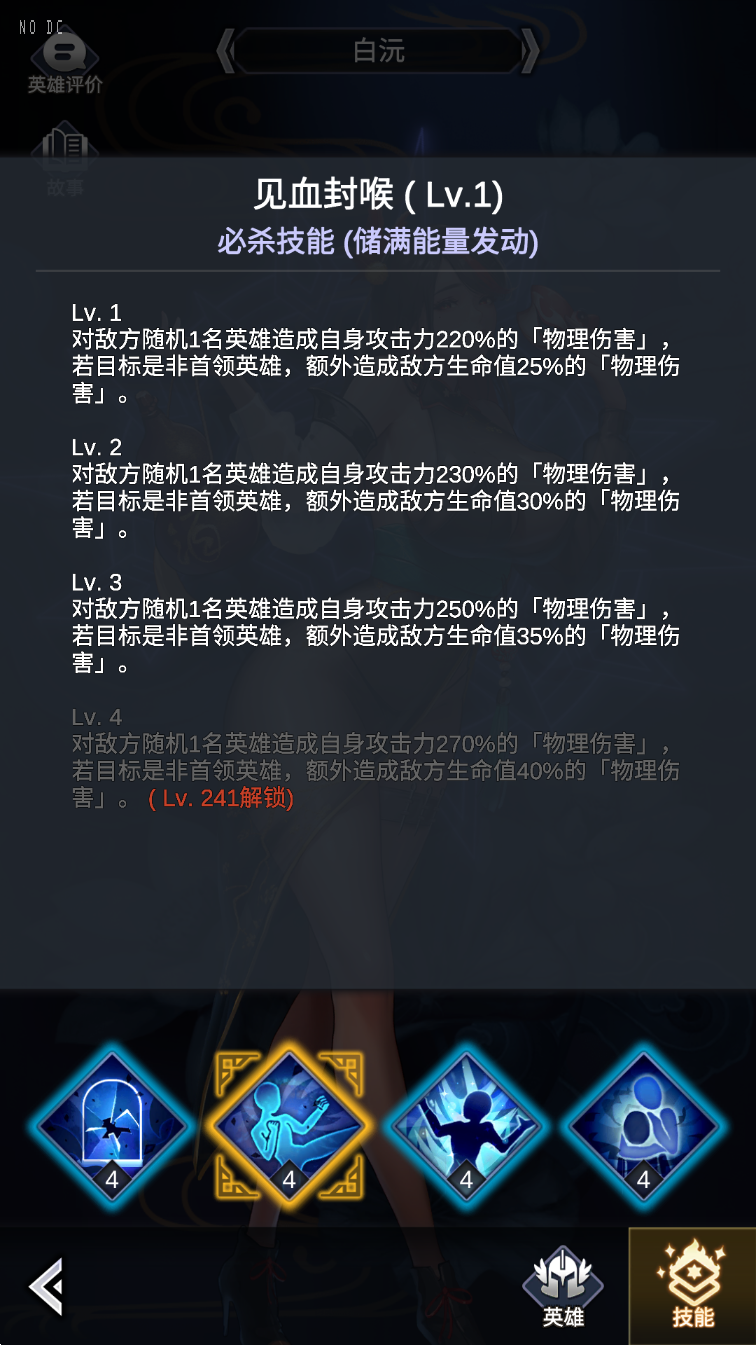 NO DC
白沅
英雄评价
故事
见血封喉 ( Lv.1)
必杀技能 (储满能量发动)
Lv. 1
对敌方随机1名英雄造成自身攻击力220%的「物理伤害」，
若目标是非首领英雄，额外造成敌方生命值25%的「物理伤
害」。
Lv. 2
对敌方随机1名英雄造成自身攻击力230%的「物理伤害」，
若目标是非首领英雄，额外造成敌方生命值30%的「物理伤
害」。
Lv. 3
对敌方随机1名英雄造成自身攻击力250%的「物理伤害」，
若目标是非首领英雄，额外造成敌方生命值35%的「物理伤
害」。
Lv. 4
对敌方随机1名英雄造成自身攻击力270%的「物理伤害」，
若目标是非首领英雄，额外造成敌方生命值40%的「物理伤
害」。 ( Lv. 241解锁)
4 4 4 4
英雄 技能